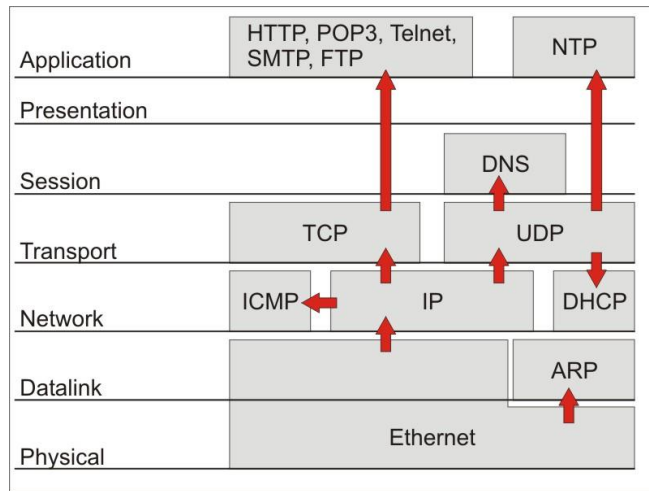 HTTP, POP3, Telnet,
SMTP, FTP
NTP
Application
Presentation
DNS
Session
TCP
UDP
Transport
ICMP
IP
DHCP
Network
ARP
Datalink
Ethernet
Physical